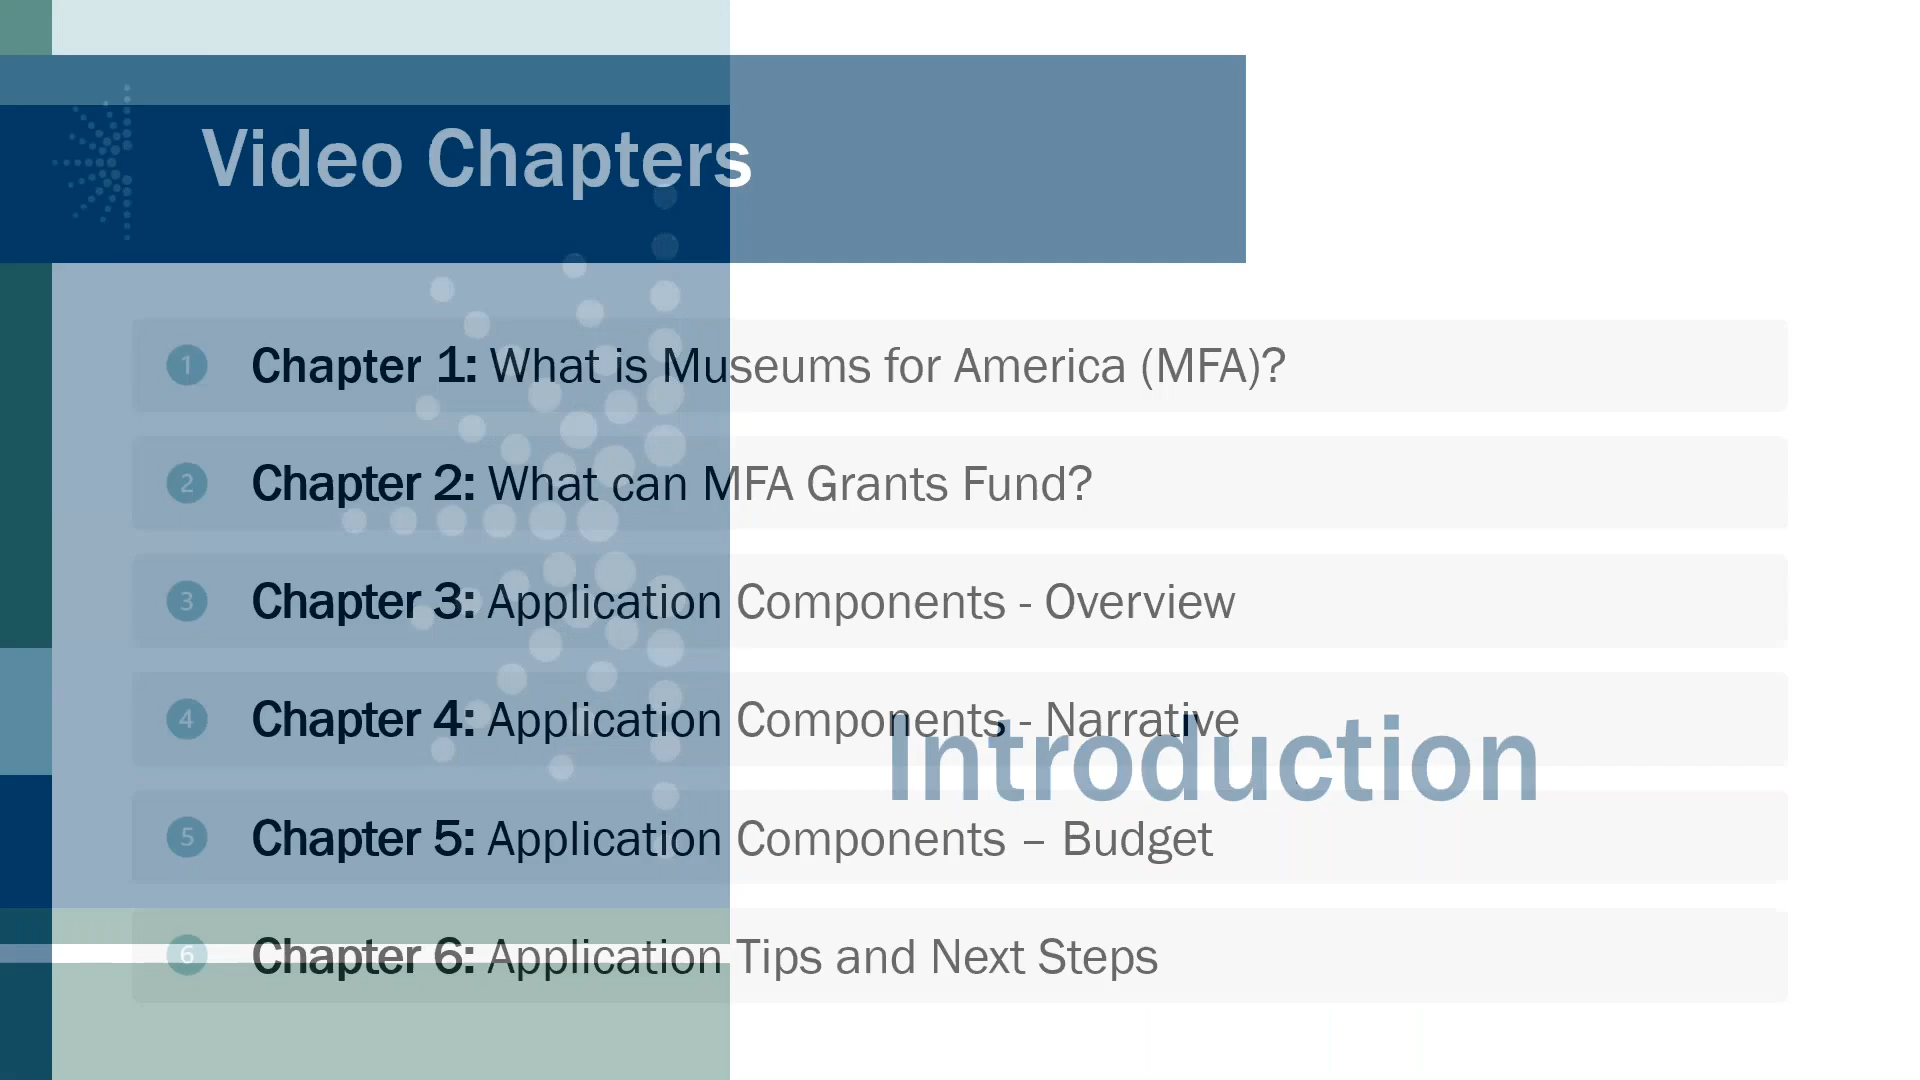 Video Chapters
1 Chapter 1: What is Museums for America (MFA)?
2 Chapter 2: What can MFA Grants Fund?
3 Chapter 3: Application Components - Overview
4 Chapter 4: Application Components - Narrative
Introduction
5 Chapter 5: Application Components – Budget
6 Chapter 6: Application Tips and Next Steps